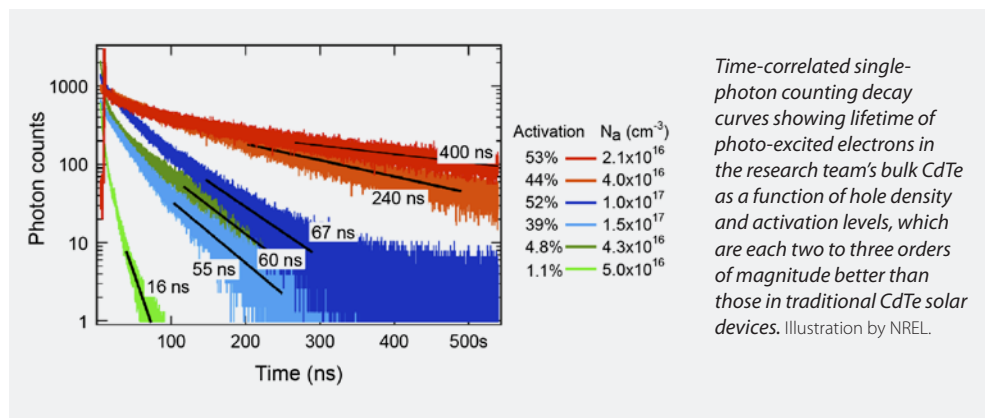 1000
100
10
1
Photon counts
100
200
300
400
500s
Time (ns)
400 ns
240 ns
67 ns
60 ns
55 ns
16 ns
Activation Nₐ (cm⁻³)
53% 2.1x10¹⁶
44% 4.0x10¹⁶
52% 1.0x10¹⁷
39% 1.5x10¹⁷
4.8% 4.3x10¹⁶
1.1% 5.0x10¹⁶
Time-correlated single-
photon counting decay
curves showing lifetime of
photo-excited electrons in
the research team’s bulk CdTe
as a function of hole density
and activation levels, which
are each two to three orders
of magnitude better than
those in traditional CdTe solar
devices. Illustration by NREL.